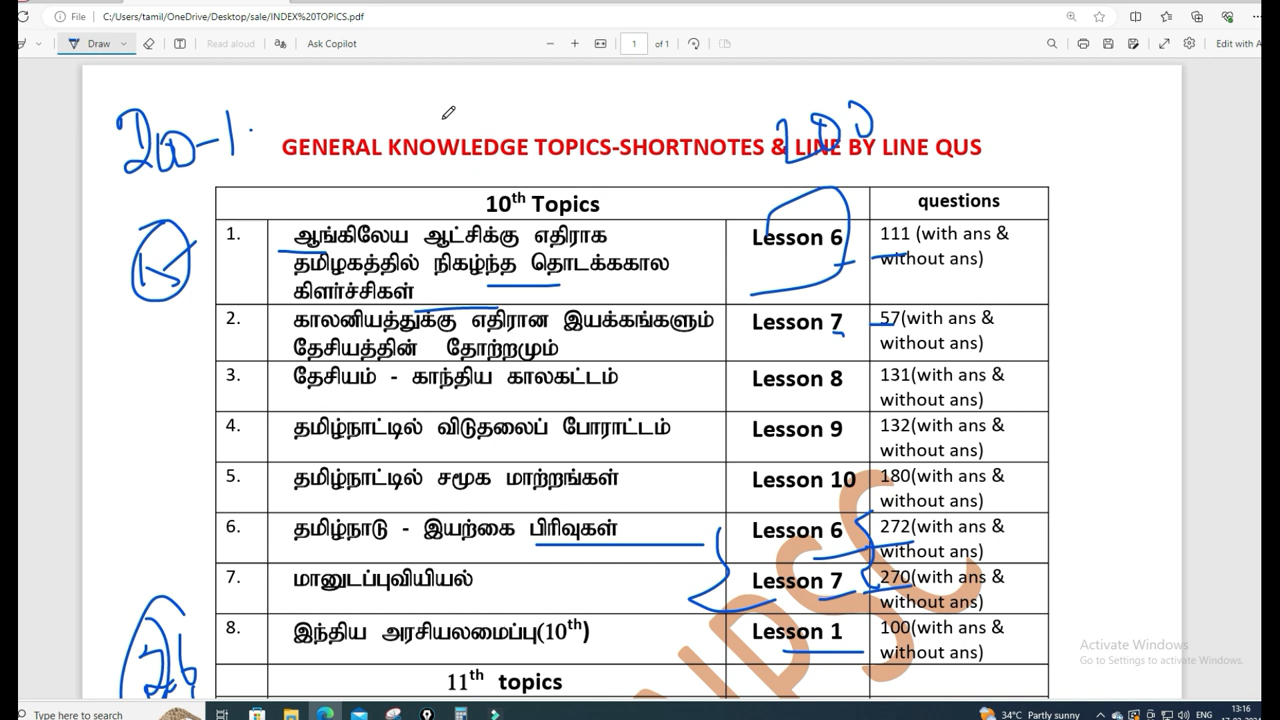 File C:/Users/tamil/OneDrive/Desktop/sale/INDEX%20TOPICS.pdf
Draw Read aloud Ask Copilot 1 of 1 Edit with A
200-1 200
GENERAL KNOWLEDGE TOPICS-SHORTNOTES & LINE BY LINE QUS
10th Topics questions
1. ஆங்கிலேய ஆட்சிக்கு எதிராக Lesson 6 111 (with ans &
தமிழகத்தில் நிகழ்ந்த தொடக்ககால without ans)
15
கிளர்ச்சிகள்
2. காலனியத்துக்கு எதிரான இயக்கங்களும் Lesson 7 57(with ans &
தேசியத்தின் தோற்றமும் without ans)
3. தேசியம் - காந்திய காலகட்டம் Lesson 8 131(with ans &
without ans)
4. தமிழ்நாட்டில் விடுதலைப் போராட்டம் Lesson 9 132(with ans &
without ans)
5. தமிழ்நாட்டில் சமூக மாற்றங்கள் Lesson 10 180(with ans &
without ans)
6. தமிழ்நாடு - இயற்கை பிரிவுகள் Lesson 6 272(with ans &
without ans)
7. மானுடப்புவியியல் Lesson 7 270(with ans &
without ans)
8. இந்திய அரசியலமைப்பு(10th) Lesson 1 100(with ans &
without ans)
26
11th topics
Activate Windows
Go to Settings to activate Windows.
Type here to search 34°C Partly sunny ENG 13:16